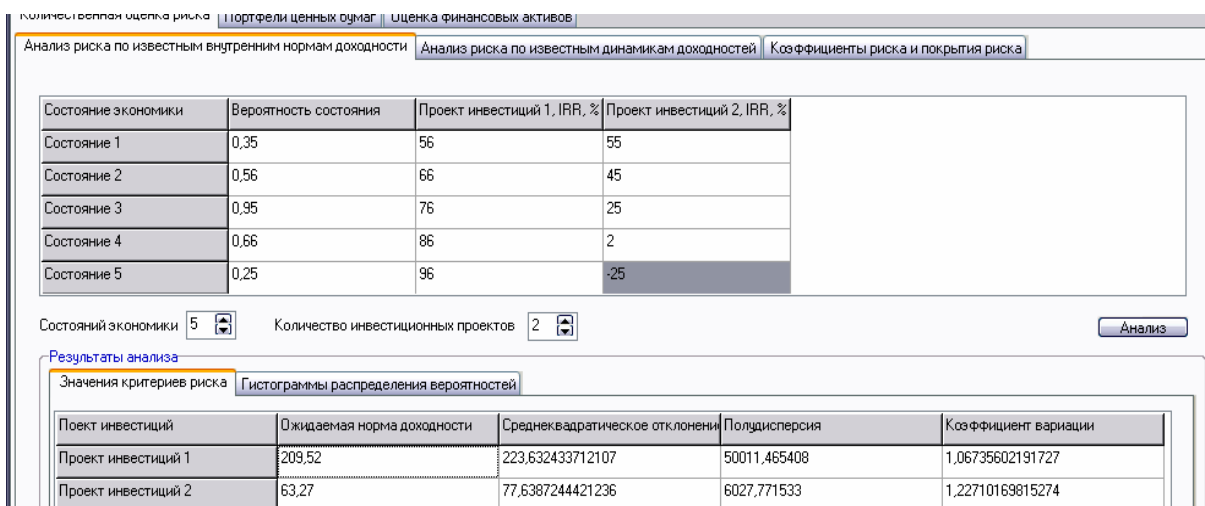 Количественная оценка риска Портфели ценных бумаг Оценка финансовых активов
Анализ риска по известным внутренним нормам доходности Анализ риска по известным динамикам доходностей Коэффициенты риска и покрытия риска
Состояние экономики Вероятность состояния Проект инвестиций 1, IRR, % Проект инвестиций 2, IRR, %
Состояние 1 0,35 56 55
Состояние 2 0,56 66 45
Состояние 3 0,95 76 25
Состояние 4 0,66 86 2
Состояние 5 0,25 96 -25
Состояний экономики 5 Количество инвестиционных проектов 2 Анализ
Результаты анализа
Значения критериев риска Гистограммы распределения вероятностей
Поект инвестиций Ожидаемая норма доходности Среднеквадратическое отклонени Полудисперсия Коэффициент вариации
Проект инвестиций 1 209,52 223,632433712107 50011,465408 1,06735602191727
Проект инвестиций 2 63,27 77,6387244421236 6027,771533 1,22710169815274